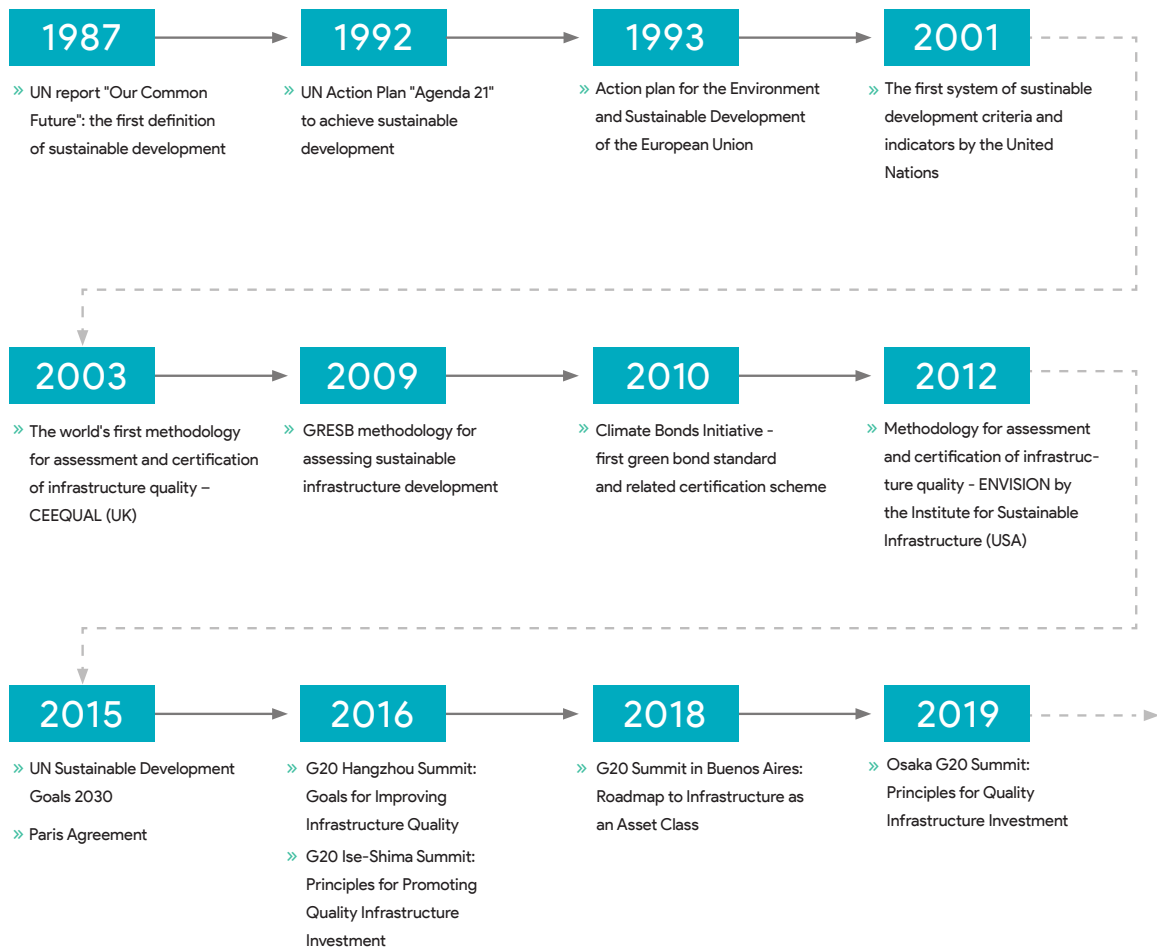 1987
» UN report "Our Common
Future": the first definition
of sustainable development
1992
» UN Action Plan "Agenda 21"
to achieve sustainable
development
1993
» Action plan for the Environment
and Sustainable Development
of the European Union
2001
» The first system of sustinable
development criteria and
indicators by the United
Nations
2003
» The world's first methodology
for assessment and certification
of infrastructure quality –
CEEQUAL (UK)
2009
» GRESB methodology for
assessing sustainable
infrastructure development
2010
» Climate Bonds Initiative -
first green bond standard
and related certification scheme
2012
» Methodology for assessment
and certification of infrastruc-
ture quality - ENVISION by
the Institute for Sustainable
Infrastructure (USA)
2015
» UN Sustainable Development
Goals 2030
» Paris Agreement
2016
» G20 Hangzhou Summit:
Goals for Improving
Infrastructure Quality
» G20 Ise-Shima Summit:
Principles for Promoting
Quality Infrastructure
Investment
2018
» G20 Summit in Buenos Aires:
Roadmap to Infrastructure as
an Asset Class
2019
» Osaka G20 Summit:
Principles for Quality
Infrastructure Investment